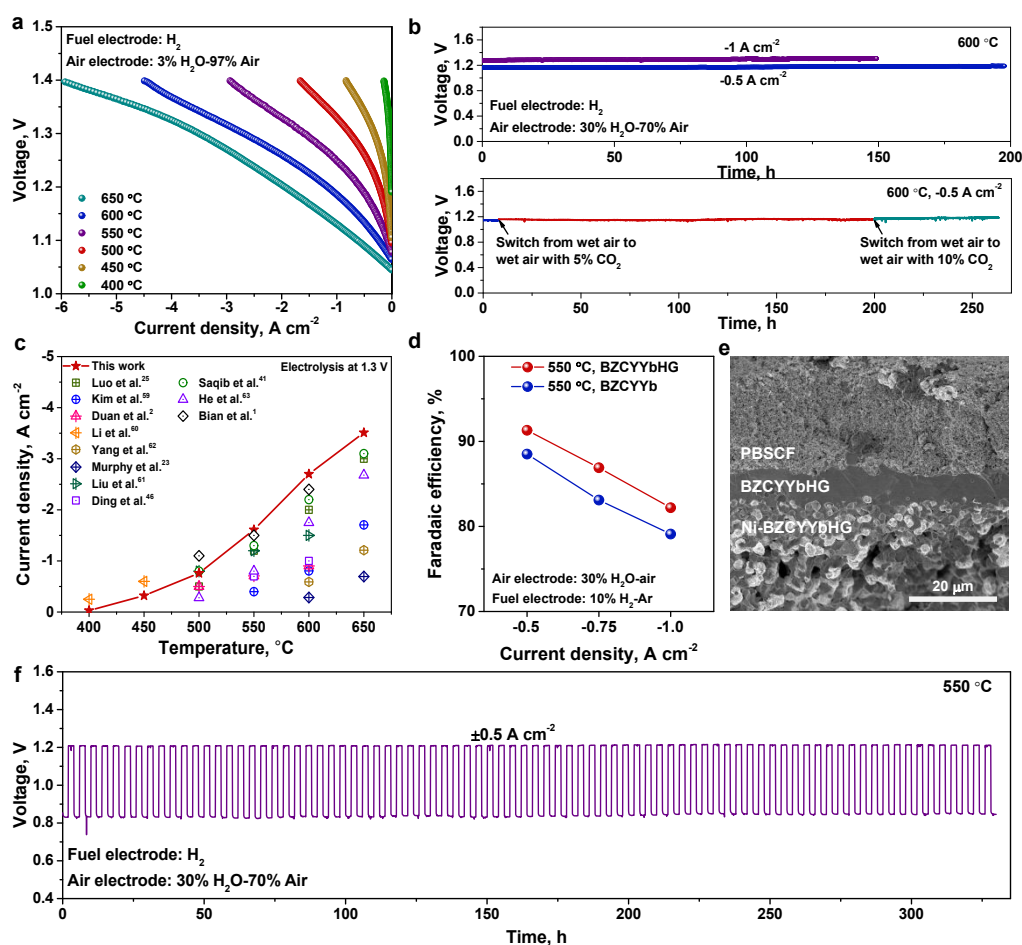 a
Fuel electrode: H2
Air electrode: 3% H2O-97% Air
Voltage, V
1.5
1.4
1.3
1.2
1.1
1.0
650 ºC
600 ºC
550 ºC
500 ºC
450 ºC
400 ºC
-6 -5 -4 -3 -2 -1 0
Current density, A cm-2
b
600 °C
-1 A cm-2
-0.5 A cm-2
Fuel electrode: H2
Air electrode: 30% H2O-70% Air
Voltage, V
1.6
1.2
0.8
0.4
0.0
0 50 100 150 200
Time, h
600 °C, -0.5 A cm-2
Voltage, V
1.6
1.2
0.8
0.4
0.0
Switch from wet air to
wet air with 5% CO2
Switch from wet air to
wet air with 10% CO2
0 50 100 150 200 250
Time, h
c
This work
Luo et al.25
Kim et al.59
Duan et al.2
Li et al.60
Yang et al.62
Murphy et al.23
Liu et al.61
Ding et al.46
Saqib et al.41
He et al.63
Bian et al.1
Electrolysis at 1.3 V
Current density, A cm-2
-5
-4
-3
-2
-1
0
400 450 500 550 600 650
Temperature, °C
d
550 ºC, BZCYYbHG
550 ºC, BZCYYb
Faradaic efficiency, %
100
90
80
70
Air electrode: 30% H2O-air
Fuel electrode: 10% H2-Ar
-0.5 -0.75 -1.0
Current density, A cm-2
e
PBSCF
BZCYYbHG
Ni-BZCYYbHG
20 μm
f
550 °C
±0.5 A cm-2
Voltage, V
1.6
1.4
1.2
1.0
0.8
0.6
0.4
Fuel electrode: H2
Air electrode: 30% H2O-70% Air
0 50 100 150 200 250 300
Time, h